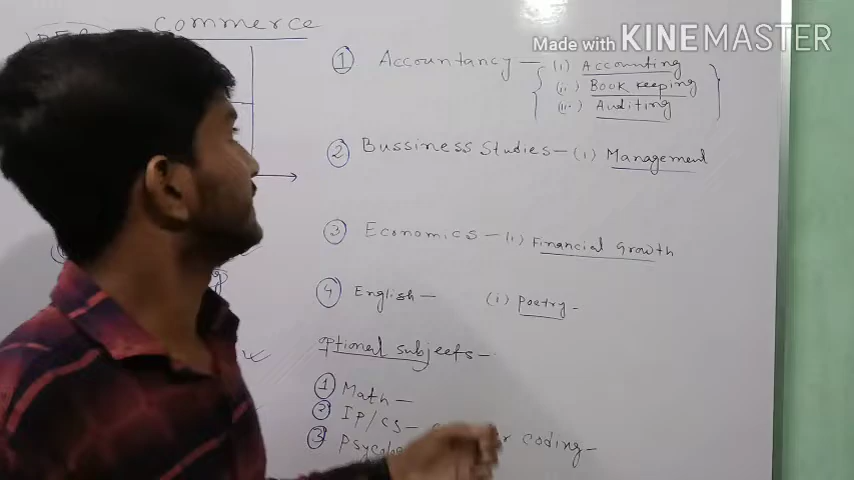 Commerce
Made with KINEMASTER
① Accountancy — (i) Accounting
(ii) Book keeping
(iii) Auditing
② Bussiness Studies — (i) Management
③ Economics — (i) Financial Growth
④ English — (i) Poetry -
optional subjects -
① Math —
② IP/CS — coding -
③